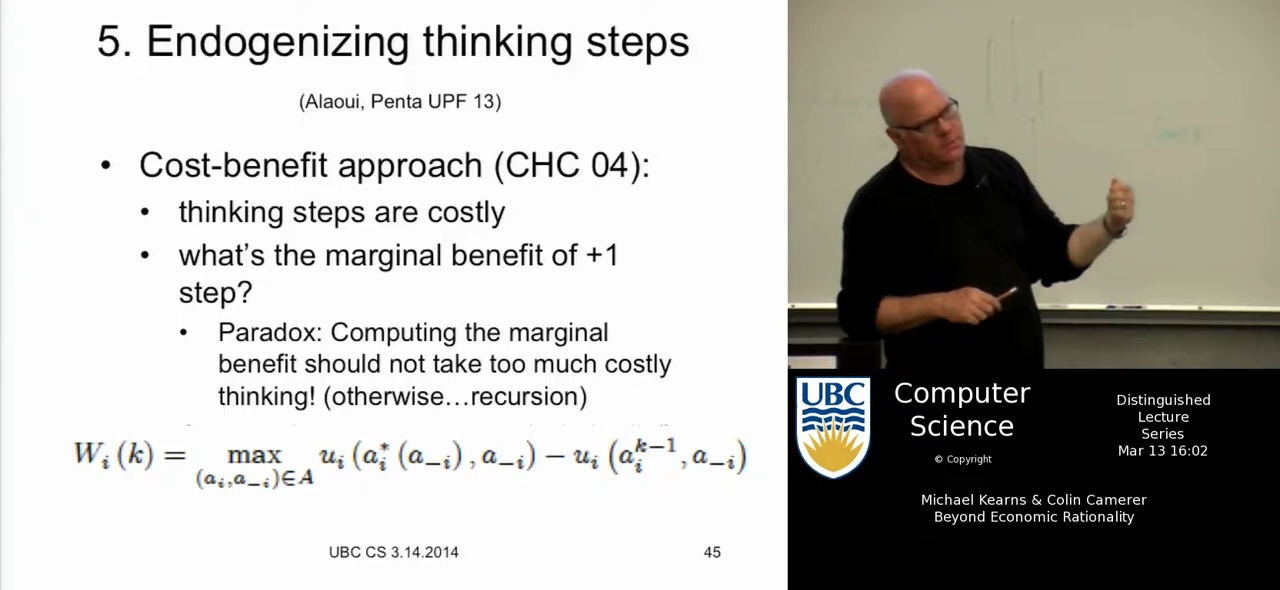 5. Endogenizing thinking steps
(Alaoui, Penta UPF 13)
• Cost-benefit approach (CHC 04):
• thinking steps are costly
• what's the marginal benefit of +1
step?
• Paradox: Computing the marginal
benefit should not take too much costly
thinking! (otherwise…recursion)
W_i (k) = max_{(a_i,a_{-i})∈A} u_i (a_i^* (a_{-i}), a_{-i}) − u_i (a_i^{k−1}, a_{-i})
UBC CS 3.14.2014
45
UBC
Computer
Science
© Copyright
Distinguished
Lecture
Series
Mar 13 16:02
Michael Kearns & Colin Camerer
Beyond Economic Rationality